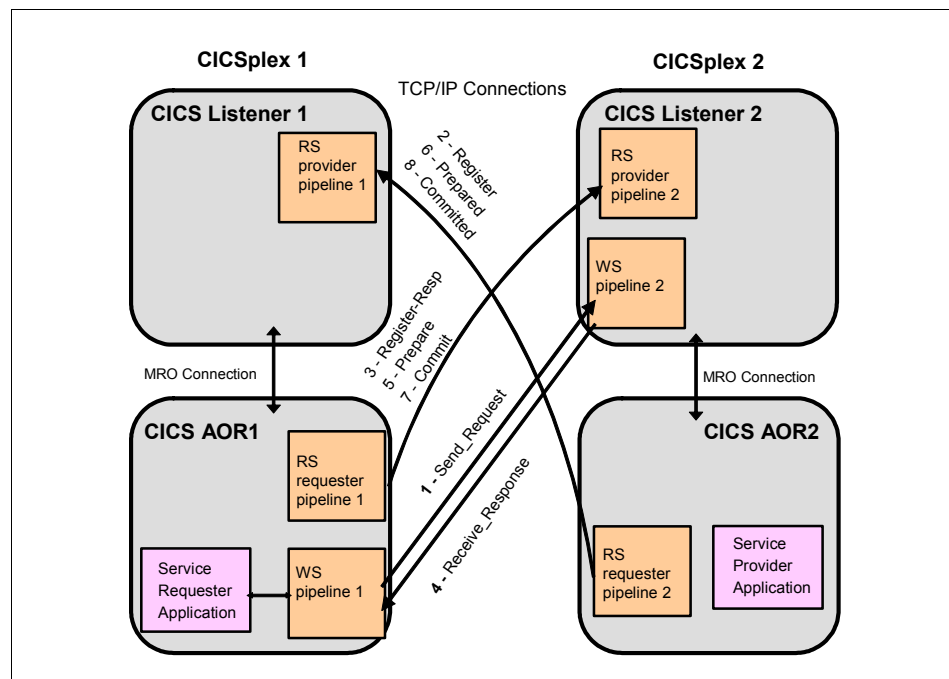 CICSplex 1
CICSplex 2
TCP/IP Connections
CICS Listener 1
CICS Listener 2
RS
provider
pipeline 1
2 - Register
6 - Prepared
8 - Committed
RS
provider
pipeline 2
WS
pipeline 2
3 - Register-Resp
5 - Prepare
7 - Commit
MRO Connection
MRO Connection
CICS AOR1
CICS AOR2
RS
requester
pipeline 1
1 - Send_Request
4 - Receive_Response
Service
Requester
Application
WS
pipeline 1
RS
requester
pipeline 2
Service
Provider
Application